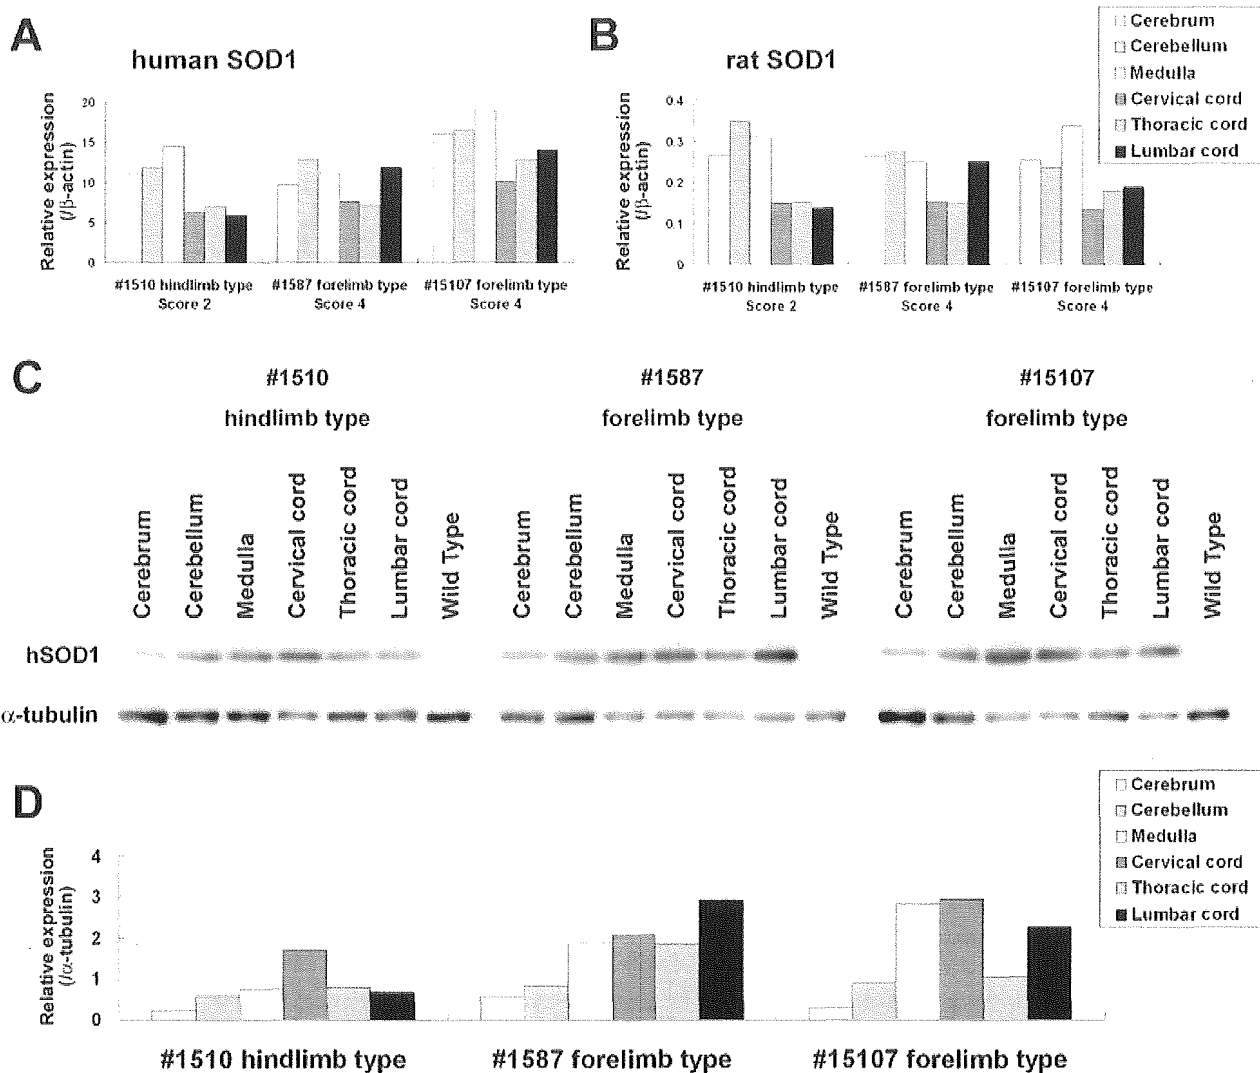 A
human SOD1
Relative expression
(/β-actin)
20
15
10
5
0
#1510 hindlimb type
Score 2
#1587 forelimb type
Score 4
#15107 forelimb type
Score 4
B
rat SOD1
Relative expression
(/β-actin)
0.4
0.3
0.2
0.1
0
#1510 hindlimb type
Score 2
#1587 forelimb type
Score 4
#15107 forelimb type
Score 4
Cerebrum
Cerebellum
Medulla
Cervical cord
Thoracic cord
Lumbar cord
C
#1510
hindlimb type
#1587
forelimb type
#15107
forelimb type
Cerebrum
Cerebellum
Medulla
Cervical cord
Thoracic cord
Lumbar cord
Wild Type
Cerebrum
Cerebellum
Medulla
Cervical cord
Thoracic cord
Lumbar cord
Wild Type
Cerebrum
Cerebellum
Medulla
Cervical cord
Thoracic cord
Lumbar cord
Wild Type
hSOD1
α-tubulin
D
Relative expression
(/α-tubulin)
4
3
2
1
0
#1510 hindlimb type
#1587 forelimb type
#15107 forelimb type
Cerebrum
Cerebellum
Medulla
Cervical cord
Thoracic cord
Lumbar cord